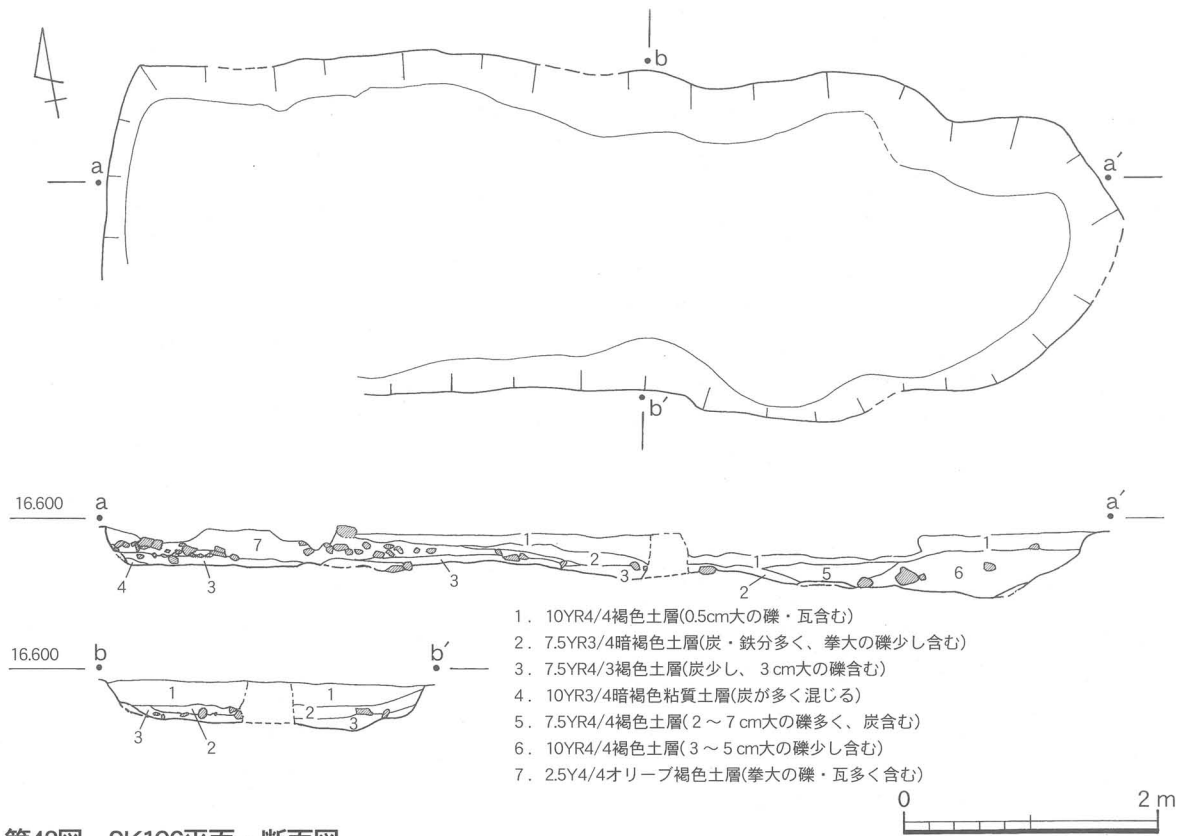 b
a
a′
b′
16.600
a
a′
1
7
2
1
1
4
3
3
3
2
5
6
16.600
b
b′
1
1
2
3
3
2
1. 10YR4/4褐色土層(0.5cm大の礫・瓦含む)
2. 7.5YR3/4暗褐色土層(炭・鉄分多く、拳大の礫少し含む)
3. 7.5YR4/3褐色土層(炭少し、3cm大の礫含む)
4. 10YR3/4暗褐色粘質土層(炭が多く混じる)
5. 7.5YR4/4褐色土層(2～7cm大の礫多く、炭含む)
6. 10YR4/4褐色土層(3～5cm大の礫少し含む)
7. 2.5Y4/4オリーブ褐色土層(拳大の礫・瓦多く含む)
0 2m